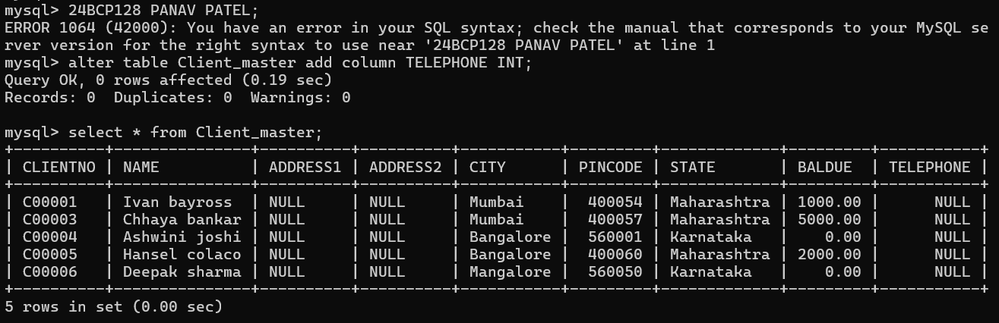 mysql> 24BCP128 PANAV PATEL;
ERROR 1064 (42000): You have an error in your SQL syntax; check the manual that corresponds to your MySQL se
rver version for the right syntax to use near '24BCP128 PANAV PATEL' at line 1
mysql> alter table Client_master add column TELEPHONE INT;
Query OK, 0 rows affected (0.19 sec)
Records: 0  Duplicates: 0  Warnings: 0

mysql> select * from Client_master;
+----------+---------------+----------+----------+-----------+---------+-------------+---------+-----------+
| CLIENTNO | NAME          | ADDRESS1 | ADDRESS2 | CITY      | PINCODE | STATE       | BALDUE  | TELEPHONE |
+----------+---------------+----------+----------+-----------+---------+-------------+---------+-----------+
| C00001   | Ivan bayross  | NULL     | NULL     | Mumbai    |  400054 | Maharashtra | 1000.00 |      NULL |
| C00003   | Chhaya bankar | NULL     | NULL     | Mumbai    |  400057 | Maharashtra | 5000.00 |      NULL |
| C00004   | Ashwini joshi | NULL     | NULL     | Bangalore |  560001 | Karnataka   |    0.00 |      NULL |
| C00005   | Hansel colaco | NULL     | NULL     | Bangalore |  400060 | Maharashtra | 2000.00 |      NULL |
| C00006   | Deepak sharma | NULL     | NULL     | Mangalore |  560050 | Karnataka   |    0.00 |      NULL |
+----------+---------------+----------+----------+-----------+---------+-------------+---------+-----------+
5 rows in set (0.00 sec)